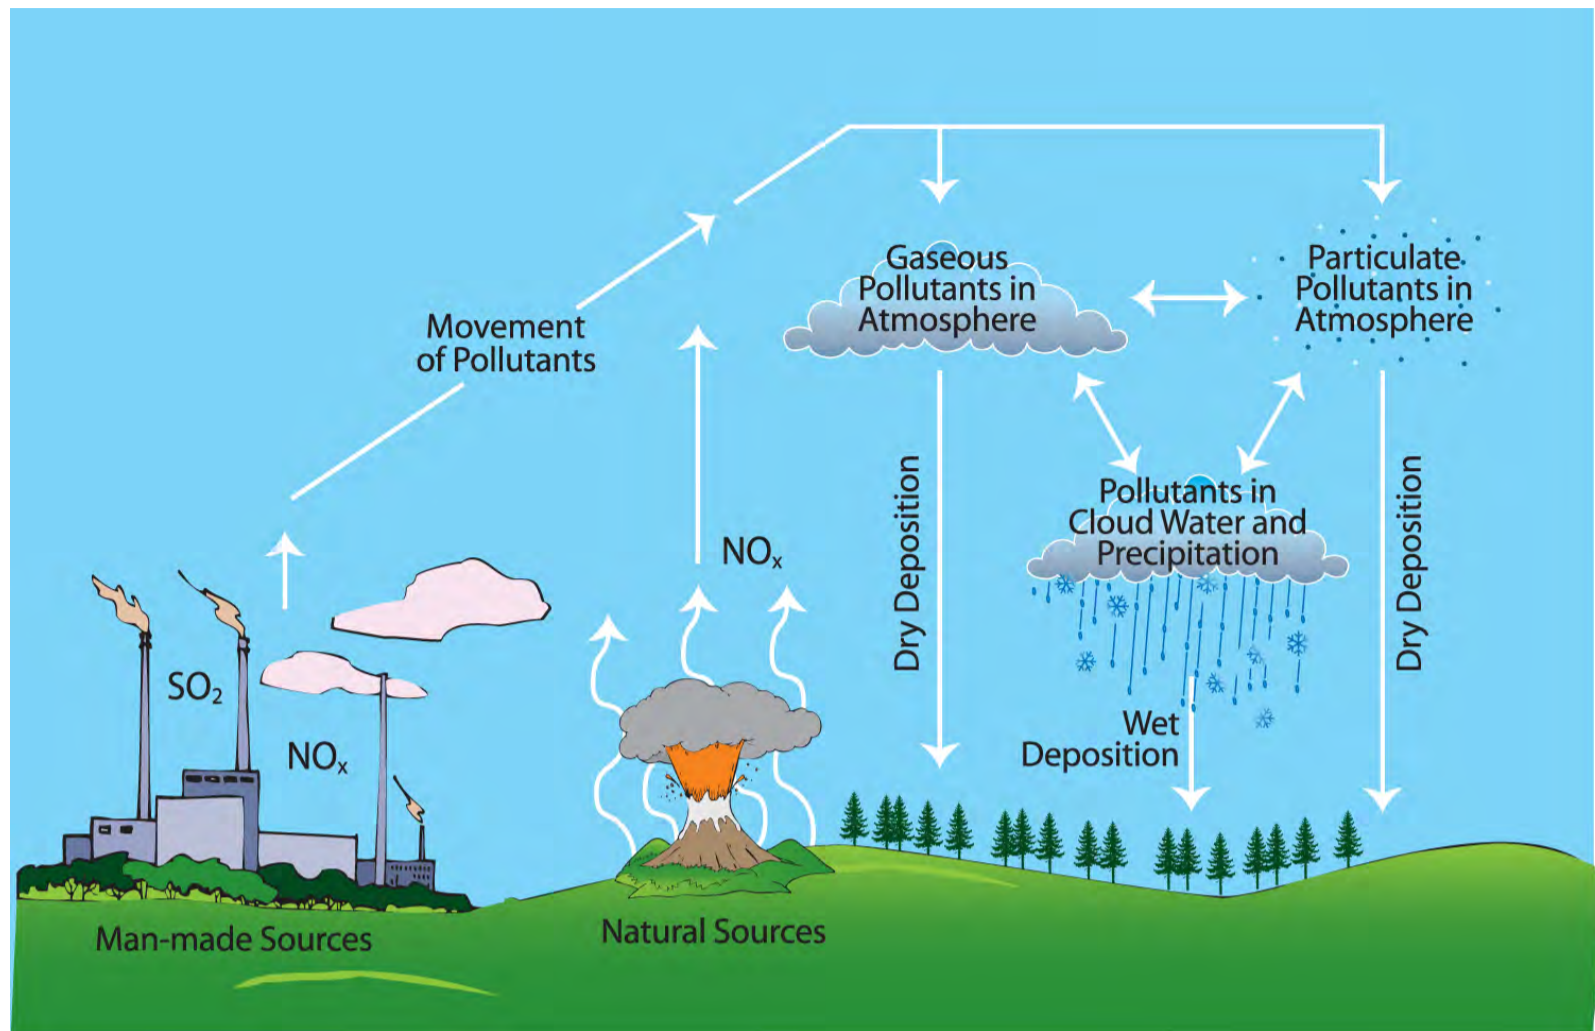 Gaseous
Pollutants in
Atmosphere
Particulate
Pollutants in
Atmosphere
Movement
of Pollutants
Pollutants in
Cloud Water and
Precipitation
NOx
Dry Deposition
Dry Deposition
SO2
NOx
Wet
Deposition
Man-made Sources
Natural Sources